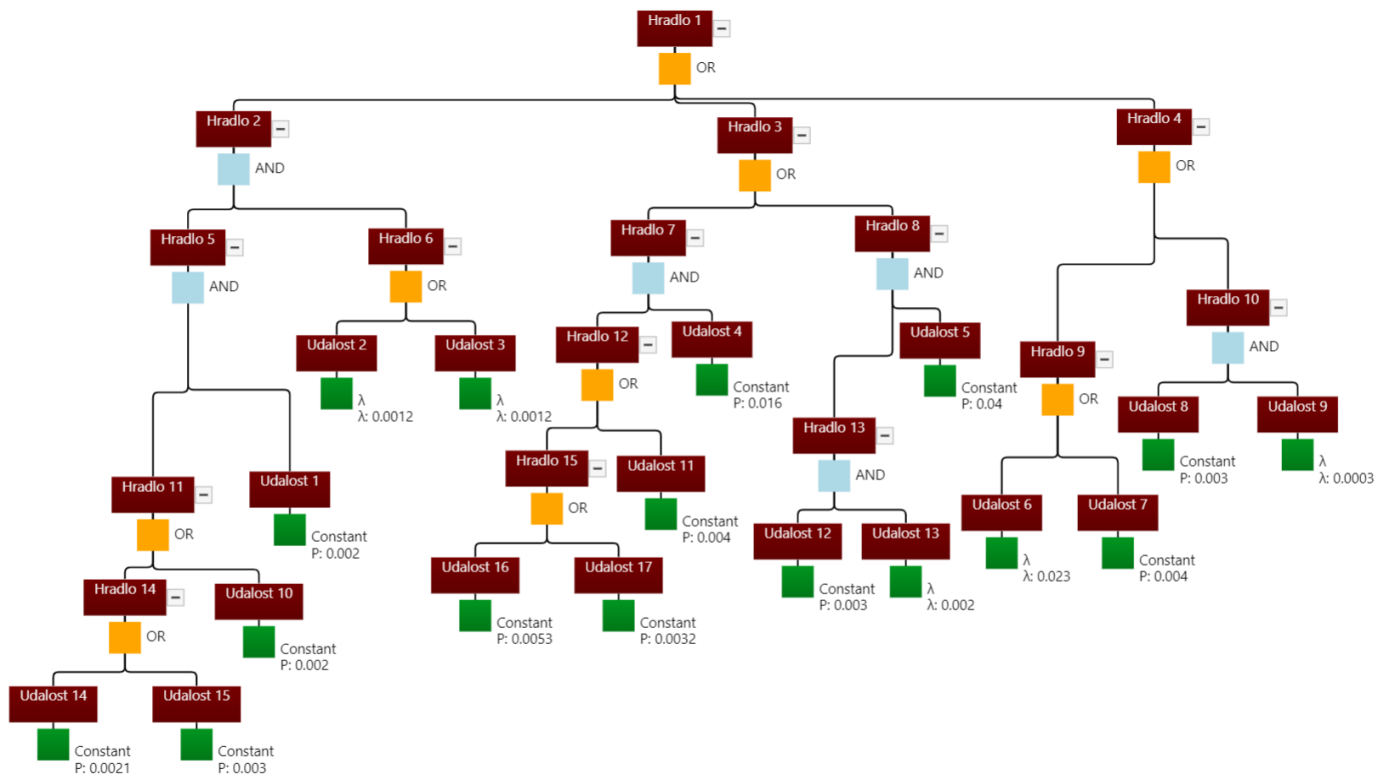 Hradlo 1
OR
Hradlo 2
AND
Hradlo 3
OR
Hradlo 4
OR
Hradlo 5
AND
Hradlo 6
OR
Hradlo 7
AND
Hradlo 8
AND
Hradlo 10
AND
Udalost 2
λ
λ: 0.0012
Udalost 3
λ
λ: 0.0012
Hradlo 12
OR
Udalost 4
Constant
P: 0.016
Udalost 5
Constant
P: 0.04
Hradlo 9
OR
Udalost 8
Constant
P: 0.003
Udalost 9
λ
λ: 0.0003
Hradlo 11
OR
Udalost 1
Constant
P: 0.002
Hradlo 15
OR
Udalost 11
Constant
P: 0.004
Hradlo 13
AND
Udalost 6
λ
λ: 0.023
Udalost 7
Constant
P: 0.004
Udalost 12
Constant
P: 0.003
Udalost 13
λ
λ: 0.002
Hradlo 14
OR
Udalost 10
Constant
P: 0.002
Udalost 16
Constant
P: 0.0053
Udalost 17
Constant
P: 0.0032
Udalost 14
Constant
P: 0.0021
Udalost 15
Constant
P: 0.003